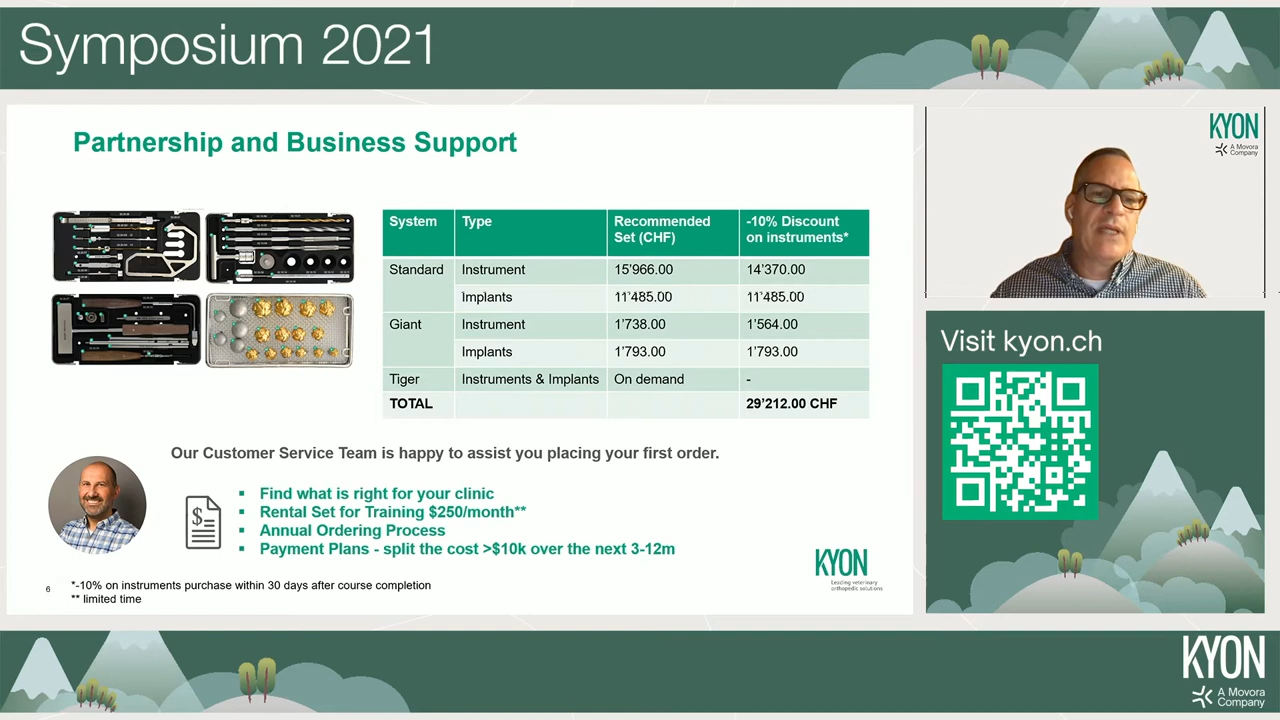 Symposium 2021
Partnership and Business Support
System Type Recommended Set (CHF) -10% Discount on instruments*
Standard Instrument 15’966.00 14’370.00
Implants 11’485.00 11’485.00
Giant Instrument 1’738.00 1’564.00
Implants 1’793.00 1’793.00
Tiger Instruments & Implants On demand -
TOTAL 29’212.00 CHF
Our Customer Service Team is happy to assist you placing your first order.
▪ Find what is right for your clinic
▪ Rental Set for Training $250/month**
▪ Annual Ordering Process
▪ Payment Plans - split the cost >$10k over the next 3-12m
$
6
*-10% on instruments purchase within 30 days after course completion
** limited time
KYON
Leading veterinary
orthopedic solutions
KYON
A Movora
Company
Visit kyon.ch
KYON
A Movora
Company